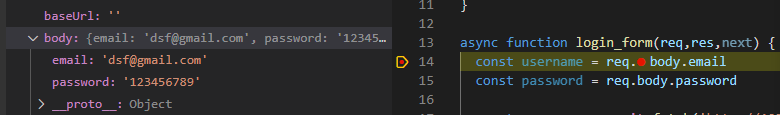 baseUrl: ''
body: {email: 'dsf@gmail.com', password: '12345…
email: 'dsf@gmail.com'
password: '123456789'
__proto__: Object
11 }
12
13 async function login_form(req,res,next) {
14 const username = req.body.email
15 const password = req.body.password
16